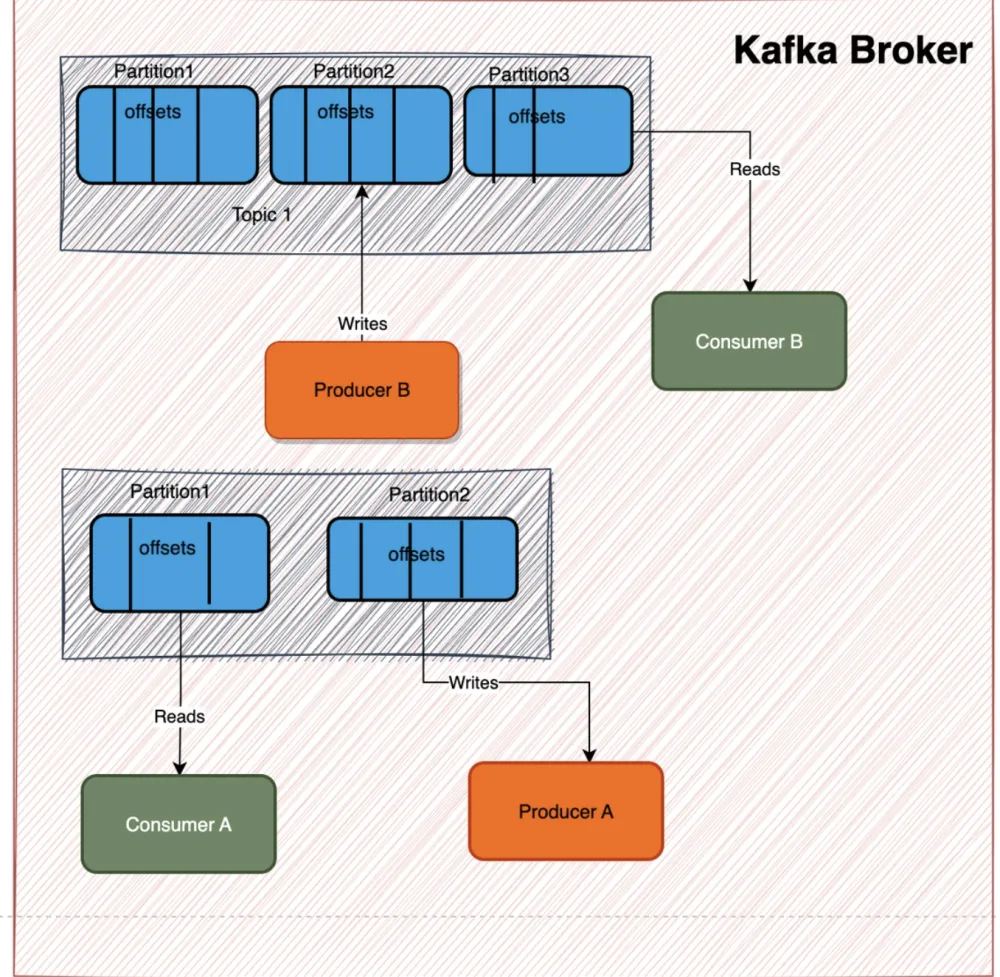 Kafka Broker
Partition1
Partition2
Partition3
offsets
offsets
offsets
Reads
Topic 1
Writes
Consumer B
Producer B
Partition1
Partition2
offsets
offsets
Writes
Reads
Producer A
Consumer A